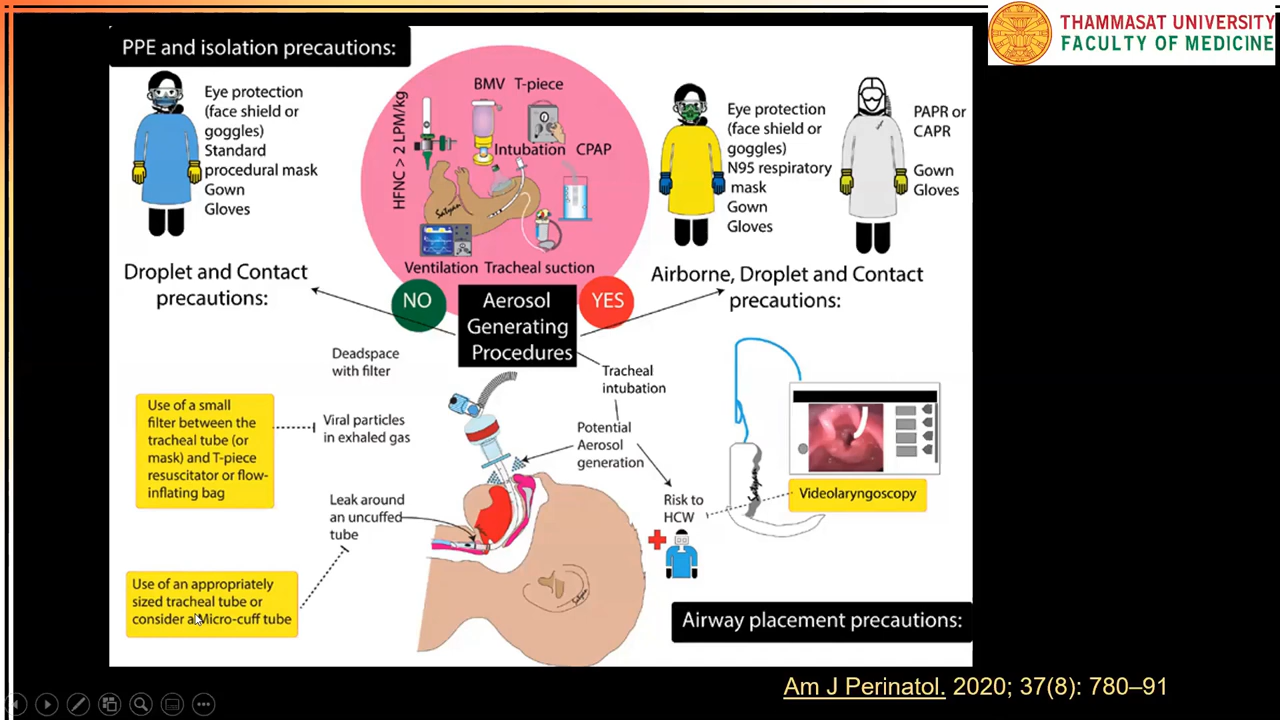 THAMMASAT UNIVERSITY
FACULTY OF MEDICINE
PPE and isolation precautions:
Eye protection
(face shield or
goggles)
Standard
procedural mask
Gown
Gloves
Droplet and Contact
precautions:
HFNC > 2 LPM/kg
BMV T-piece
Intubation CPAP
Satyan
Ventilation Tracheal suction
NO
Aerosol
Generating
Procedures
YES
Eye protection
(face shield or
goggles)
N95 respiratory
mask
Gown
Gloves
PAPR or
CAPR
Gown
Gloves
Airborne, Droplet and Contact
precautions:
Deadspace
with filter
Use of a small
filter between the
tracheal tube (or
mask) and T-piece
resuscitator or flow-
inflating bag
Viral particles
in exhaled gas
Leak around
an uncuffed
tube
Use of an appropriately
sized tracheal tube or
consider a Micro-cuff tube
Tracheal
intubation
Potential
Aerosol
generation
Risk to
HCW
Satyan
Satyan
Videolaryngoscopy
Airway placement precautions:
Am J Perinatol. 2020; 37(8): 780–91